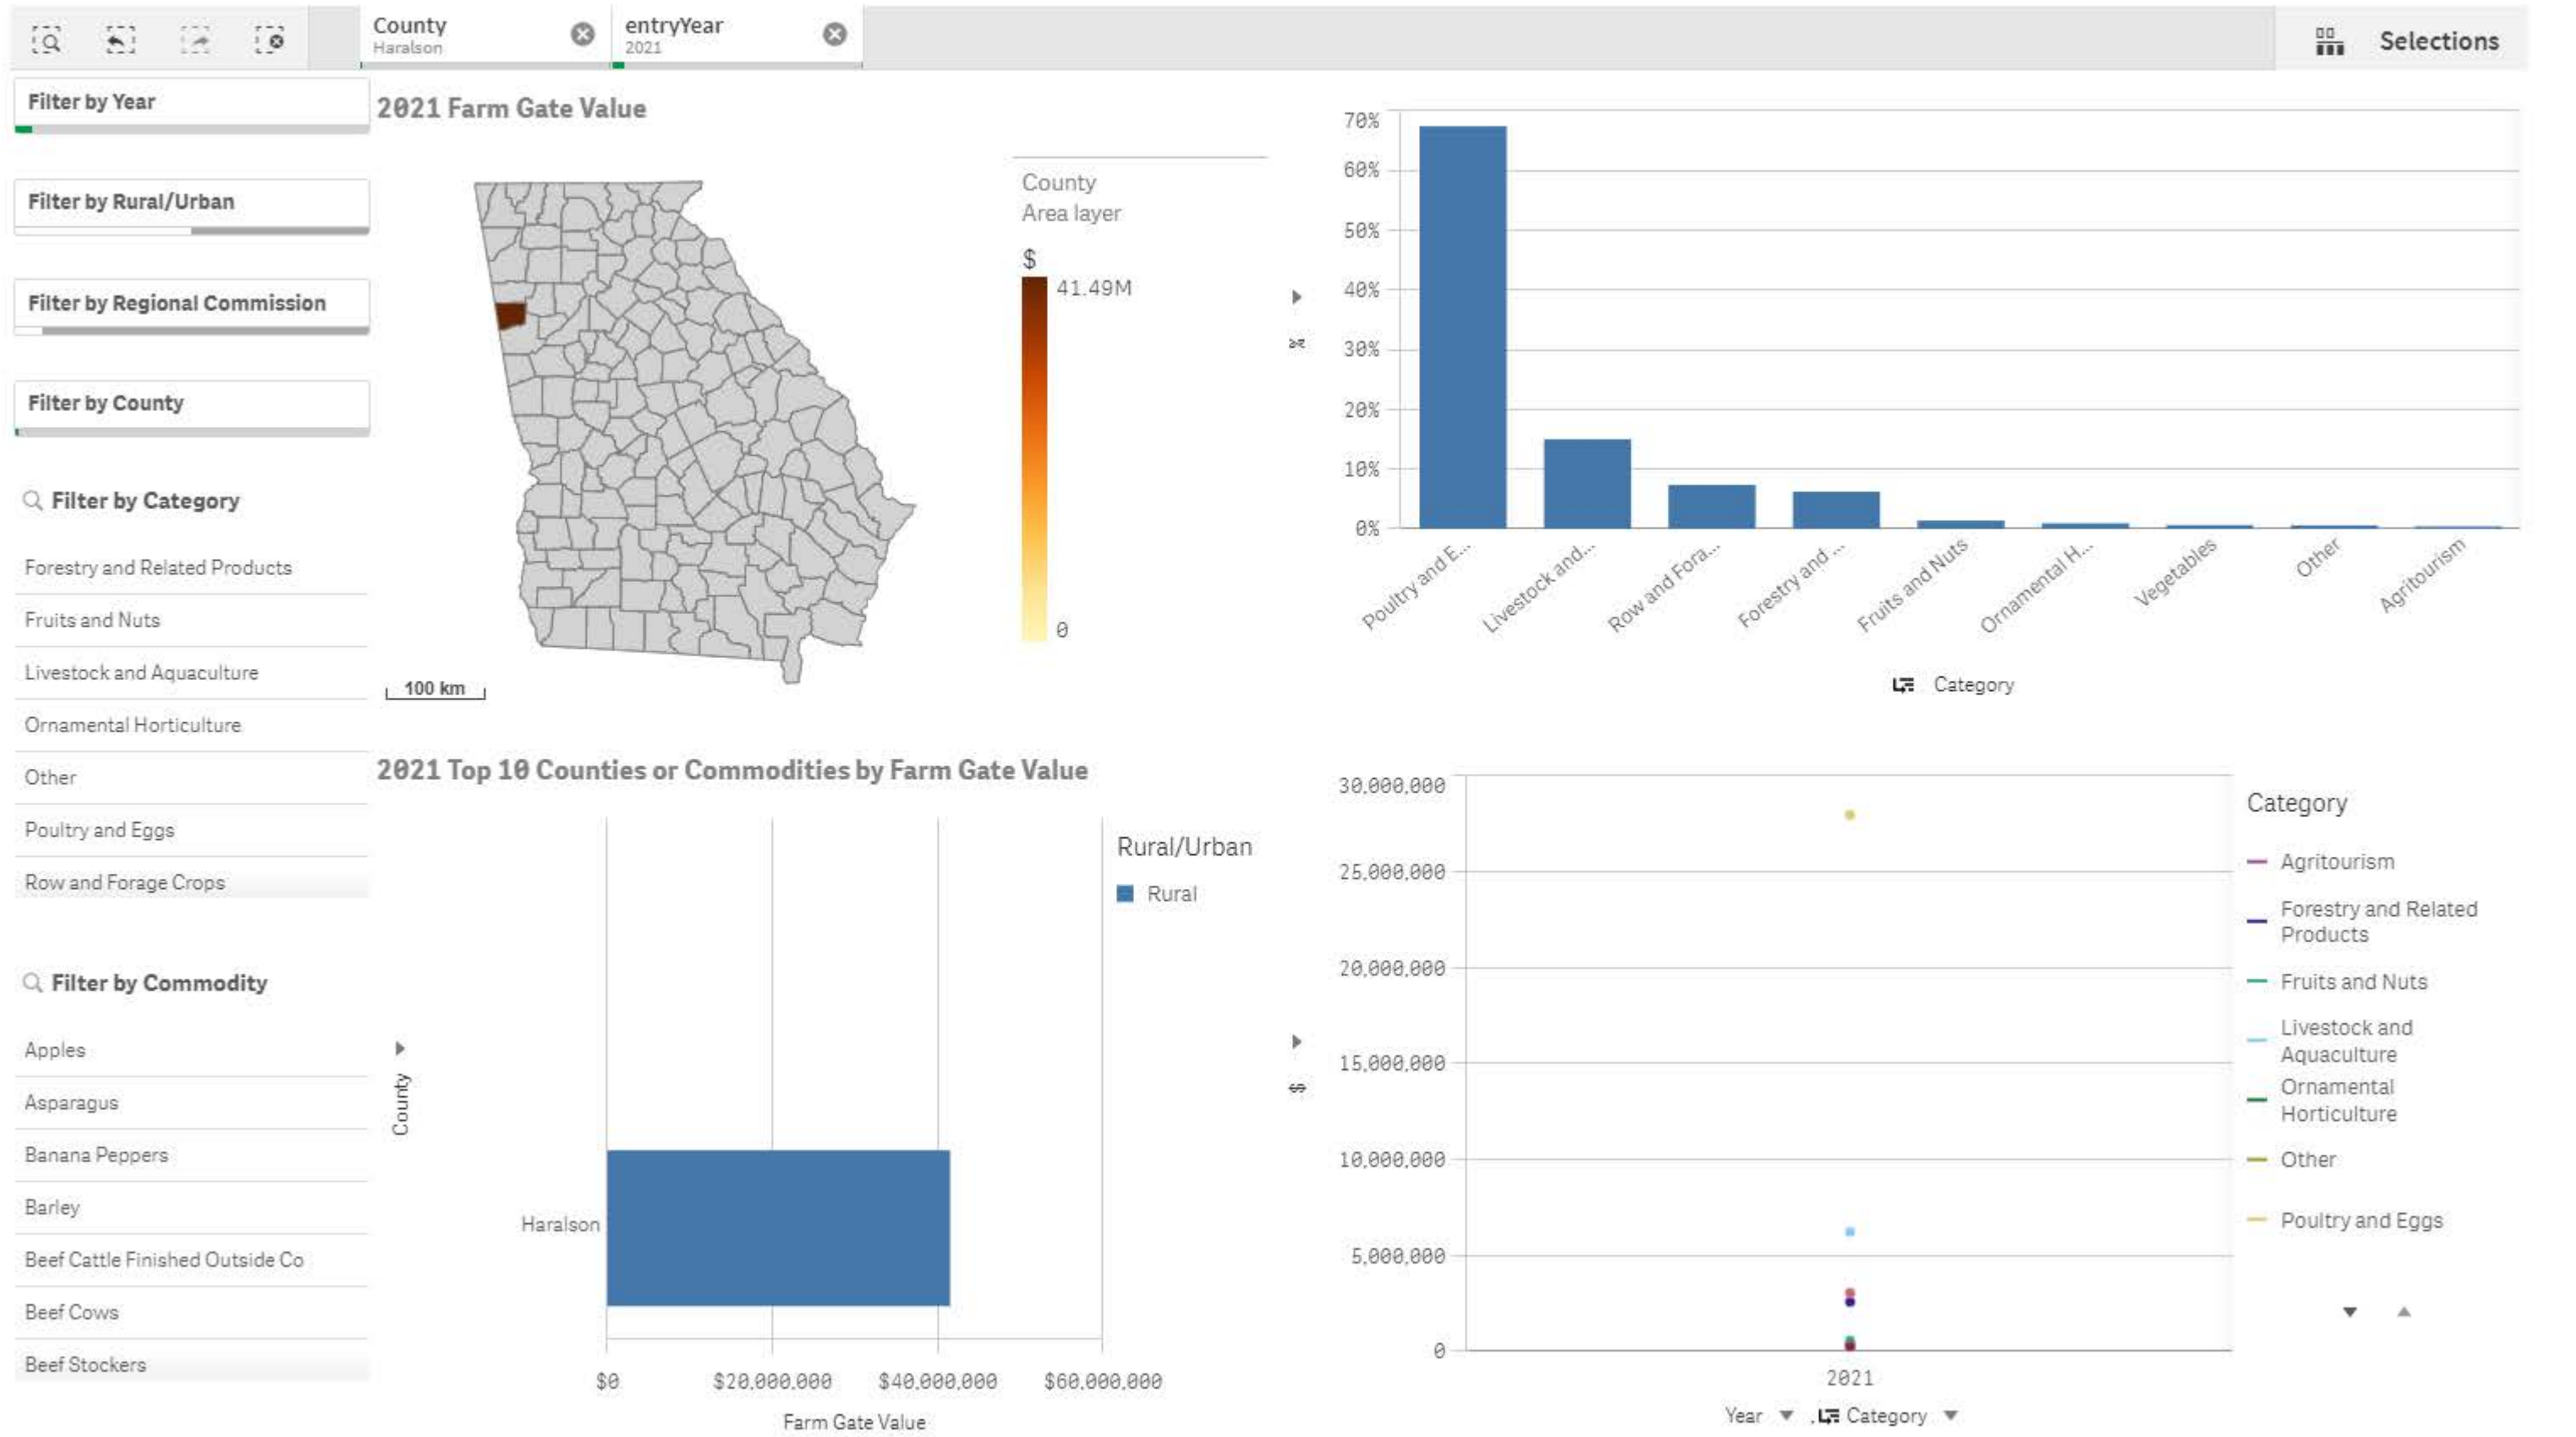 County
Haralson
entryYear
2021
Selections
Filter by Year
Filter by Rural/Urban
Filter by Regional Commission
Filter by County
Filter by Category
Forestry and Related Products
Fruits and Nuts
Livestock and Aquaculture
Ornamental Horticulture
Other
Poultry and Eggs
Row and Forage Crops
Filter by Commodity
Apples
Asparagus
Banana Peppers
Barley
Beef Cattle Finished Outside Co
Beef Cows
Beef Stockers
2021 Farm Gate Value
County
Area layer
$
41.49M
0
100 km
70%
60%
50%
40%
30%
20%
10%
0%
%
Poultry and E...
Livestock and...
Row and Fora...
Forestry and ...
Fruits and Nuts
Ornamental H...
Vegetables
Other
Agritourism
Category
2021 Top 10 Counties or Commodities by Farm Gate Value
County
Haralson
$0
$20,000,000
$40,000,000
$60,000,000
Farm Gate Value
Rural/Urban
Rural
30,000,000
25,000,000
20,000,000
15,000,000
10,000,000
5,000,000
0
$
2021
Year
Category
Category
Agritourism
Forestry and Related
Products
Fruits and Nuts
Livestock and
Aquaculture
Ornamental
Horticulture
Other
Poultry and Eggs